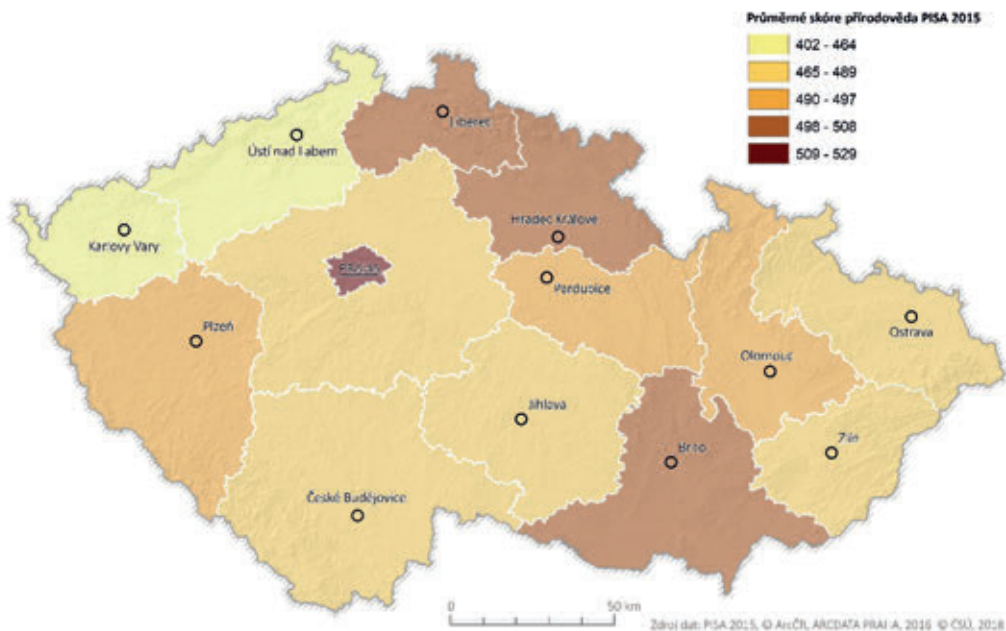 Průměrné skóre přírodověda PISA 2015
402 - 464
465 - 489
490 - 497
498 - 508
509 - 529
Liberec
Ústí nad Labem
Hradec Králové
Karlovy Vary
Pardubice
Plzeň
Ostrava
Olomouc
Jihlava
Zlín
Brno
České Budějovice
0 50 km
Zdroj dat: PISA 2015, © ArcČR, ARCDATA PRAHA, 2016 © ČSÚ, 2016